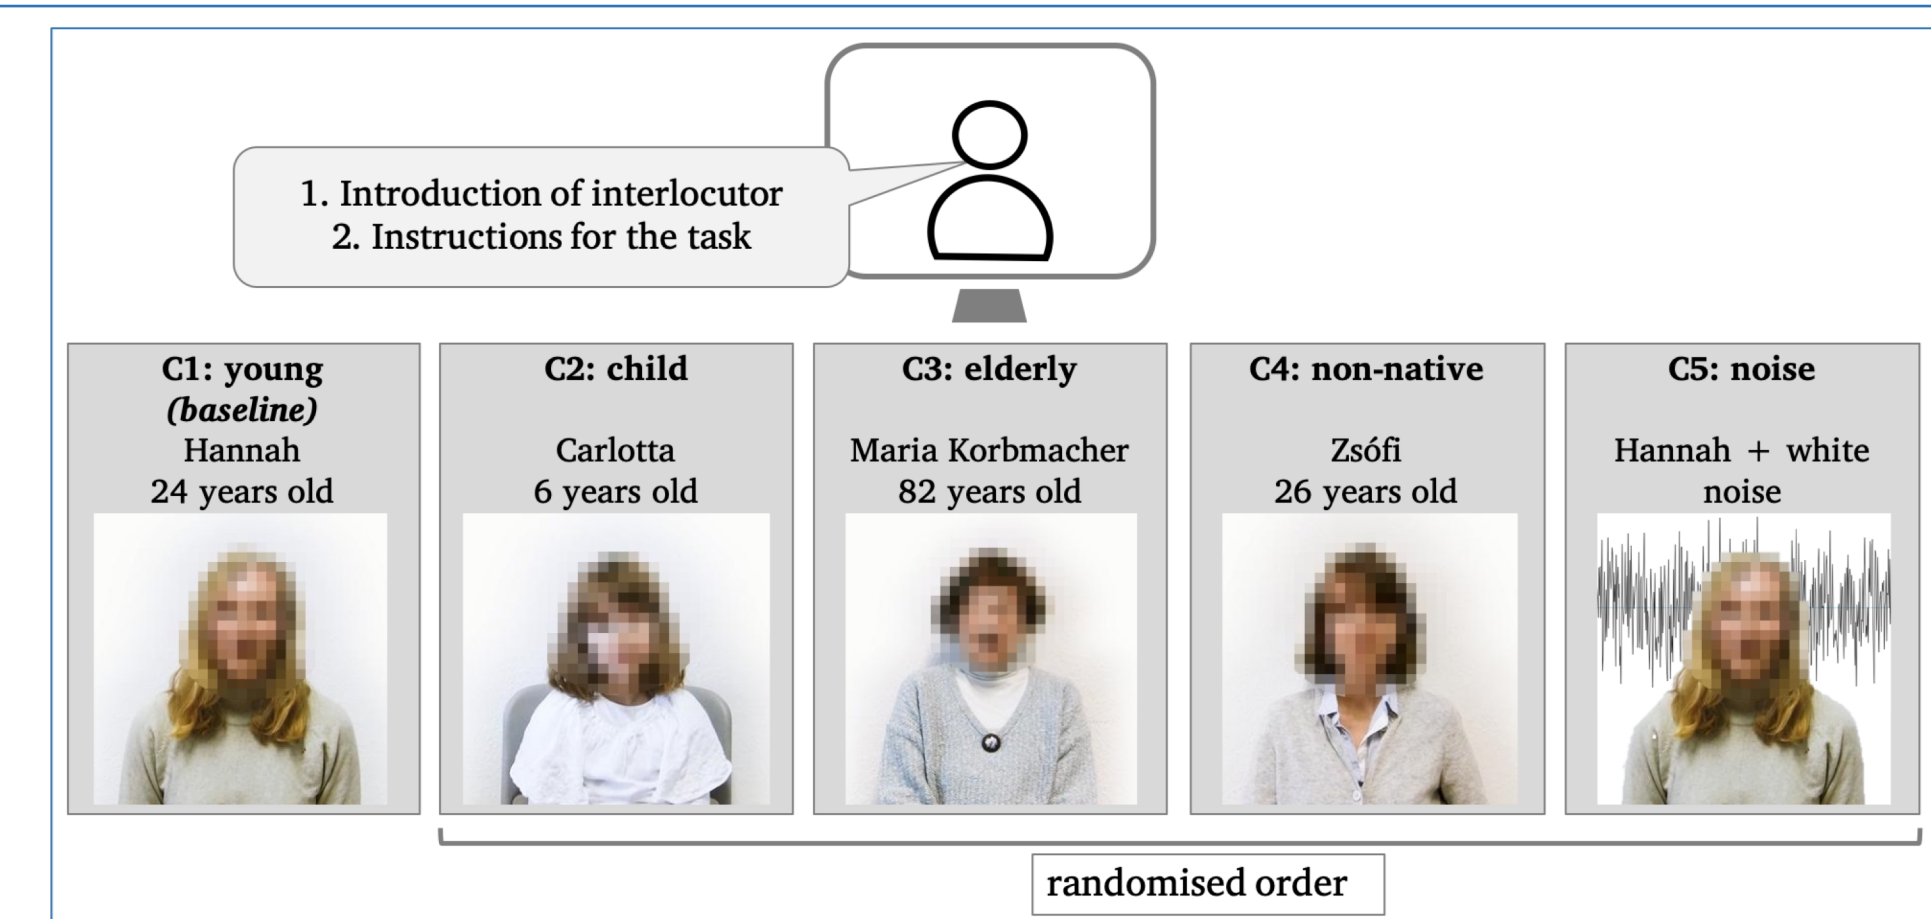 1. Introduction of interlocutor
2. Instructions for the task
C1: young
(baseline)
Hannah
24 years old
C2: child
Carlotta
6 years old
C3: elderly
Maria Korbmacher
82 years old
C4: non-native
Zsófi
26 years old
C5: noise
Hannah + white
noise
randomised order